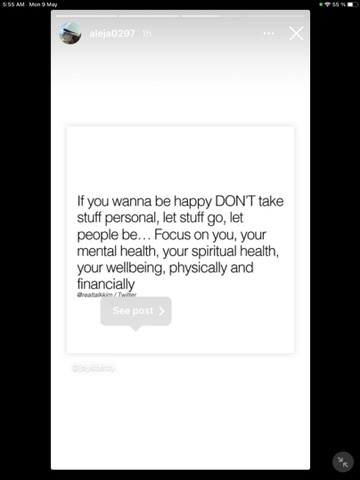 5:55 AM Mon 9 May
55 %
aleja0297 1h
If you wanna be happy DON'T take
stuff personal, let stuff go, let
people be... Focus on you, your
mental health, your spiritual health,
your wellbeing, physically and
financially
@realtalkkim / Twitter
See post